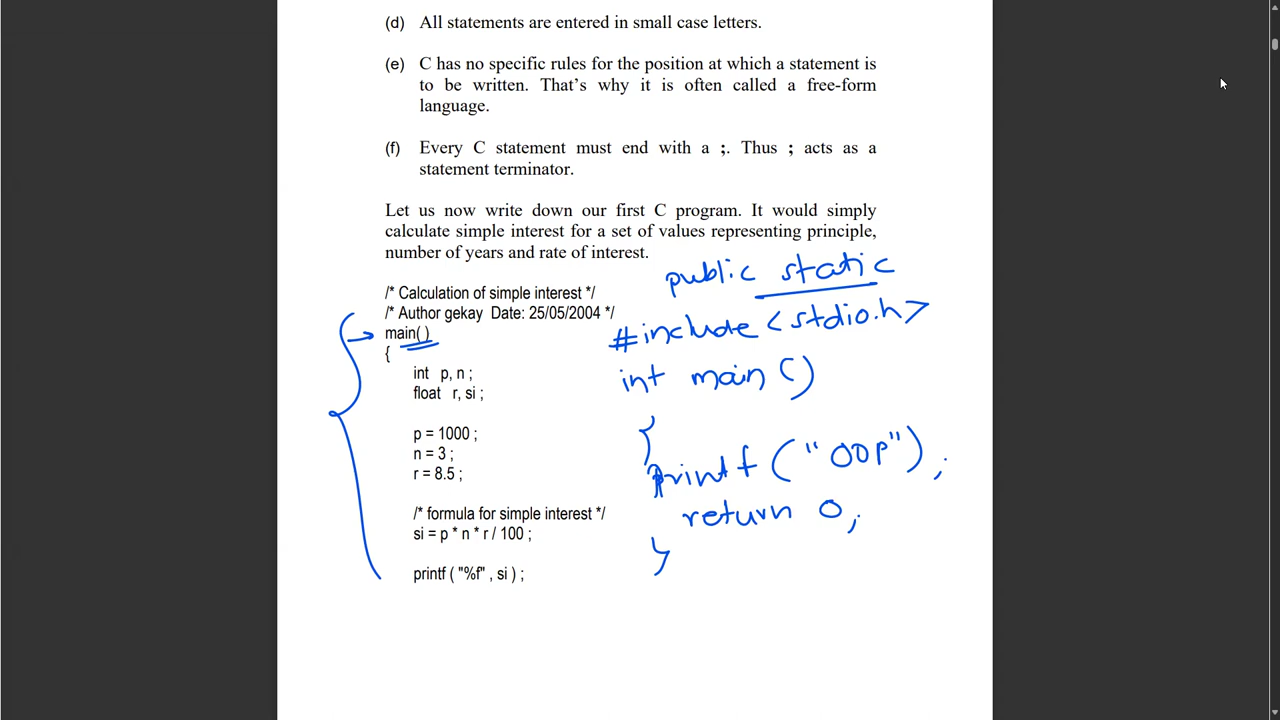 (d) All statements are entered in small case letters.
(e) C has no specific rules for the position at which a statement is
to be written. That's why it is often called a free-form
language.
(f) Every C statement must end with a ;. Thus ; acts as a
statement terminator.
Let us now write down our first C program. It would simply
calculate simple interest for a set of values representing principle,
number of years and rate of interest.
/* Calculation of simple interest */
/* Author gekay Date: 25/05/2004 */
main( )
{
int p, n ;
float r, si ;
p = 1000 ;
n = 3 ;
r = 8.5 ;
/* formula for simple interest */
si = p * n * r / 100 ;
printf ( "%f" , si ) ;
public static
#include <stdio.h>
int main ()
{
printf ("OOP");
return 0;
}